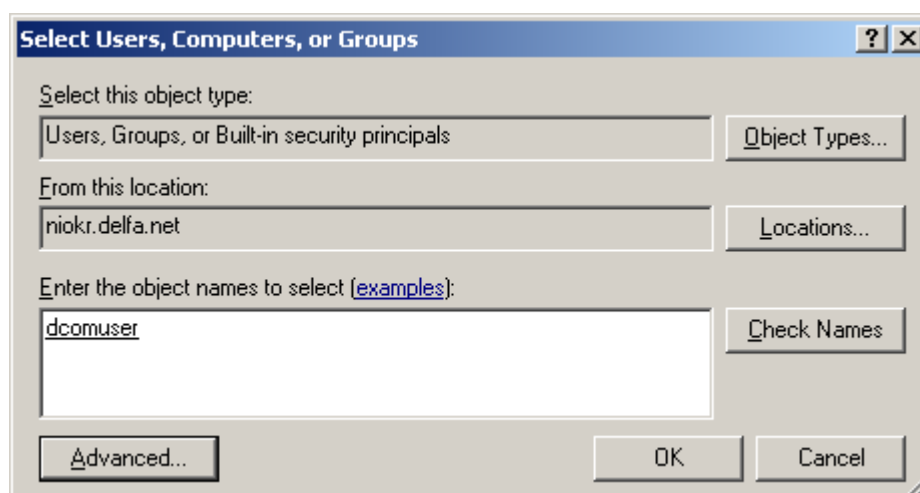 Select Users, Computers, or Groups
Select this object type:
Users, Groups, or Built-in security principals
Object Types...
From this location:
niokr.delfa.net
Locations...
Enter the object names to select (examples):
dcomuser
Check Names
Advanced...
OK
Cancel